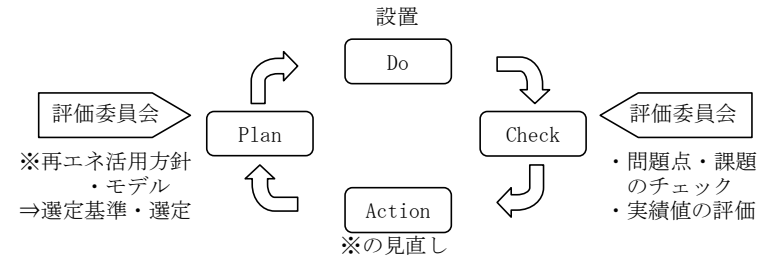 設置
Do
評価委員会
Plan
Check
評価委員会
※再エネ活用方針
・モデル
⇒選定基準・選定
・問題点・課題
のチェック
・実績値の評価
Action
※の見直し